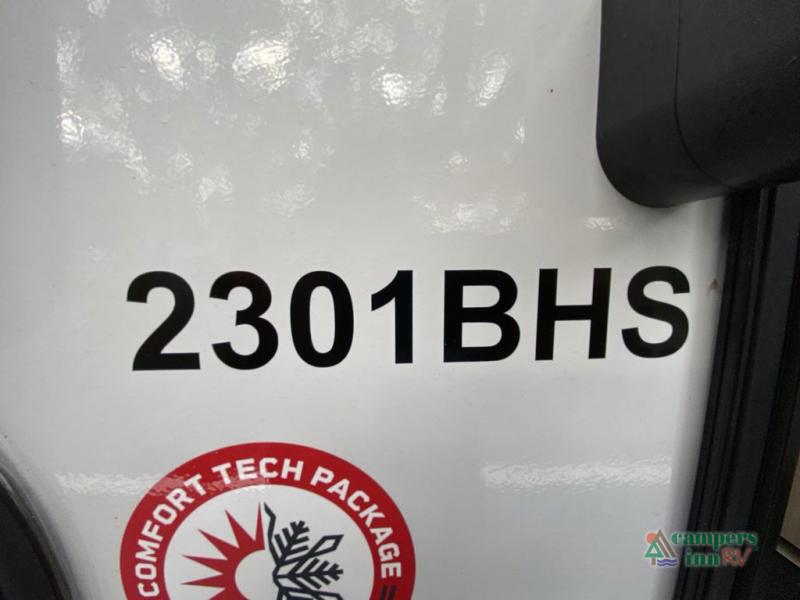 2301BHS
COMFORT TECH PACKAGE
campers
inn RV